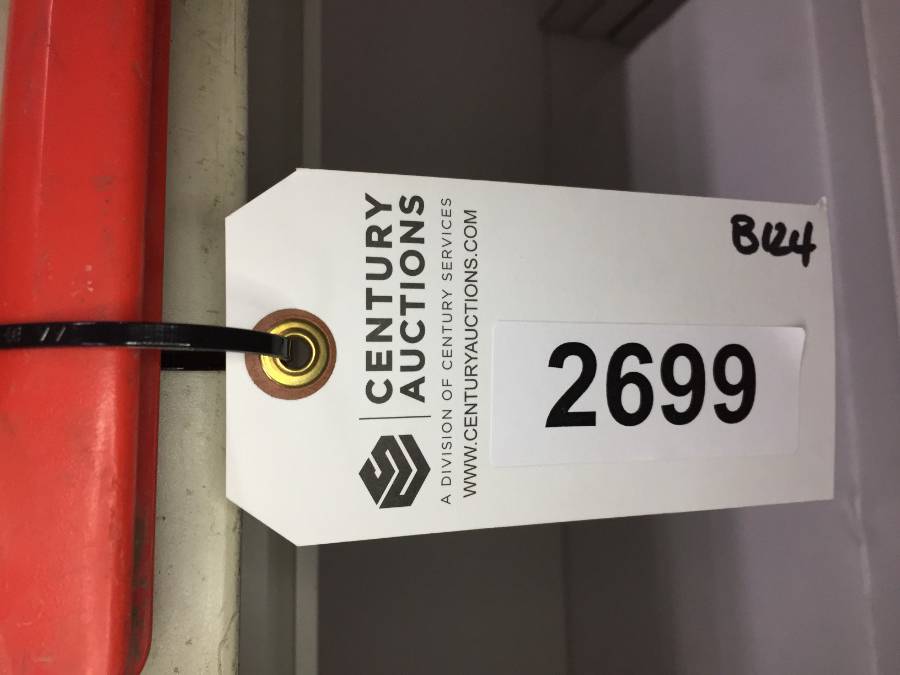 CENTURY
AUCTIONS
A DIVISION OF CENTURY SERVICES
WWW.CENTURYAUCTIONS.COM
2699
B124